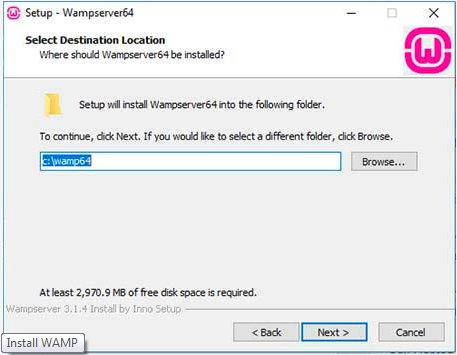 Setup - Wampserver64
Select Destination Location
Where should Wampserver64 be installed?
Setup will install Wampserver64 into the following folder.
To continue, click Next. If you would like to select a different folder, click Browse.
c:\wamp64
Browse...
At least 2,970.9 MB of free disk space is required.
Wampserver 3.1.4 Install by Inno Setup
< Back
Next >
Cancel
Install WAMP